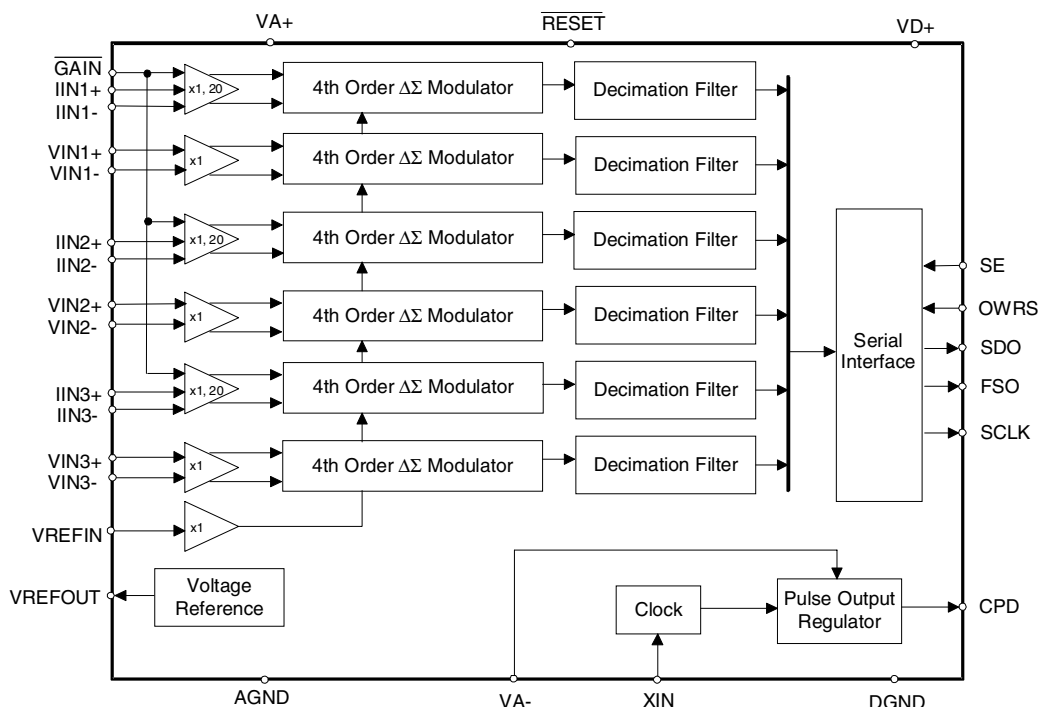 VA+
RESET
VD+
GAIN
IIN1+
IIN1-
x1, 20
4th Order ΔΣ Modulator
Decimation Filter
VIN1+
VIN1-
x1
4th Order ΔΣ Modulator
Decimation Filter
IIN2+
IIN2-
x1, 20
4th Order ΔΣ Modulator
Decimation Filter
VIN2+
VIN2-
x1
4th Order ΔΣ Modulator
Decimation Filter
IIN3+
IIN3-
x1, 20
4th Order ΔΣ Modulator
Decimation Filter
VIN3+
VIN3-
x1
4th Order ΔΣ Modulator
Decimation Filter
Serial
Interface
SE
OWRS
SDO
FSO
SCLK
VREFIN
x1
VREFOUT
Voltage
Reference
Clock
Pulse Output
Regulator
CPD
AGND
VA-
XIN
DGND